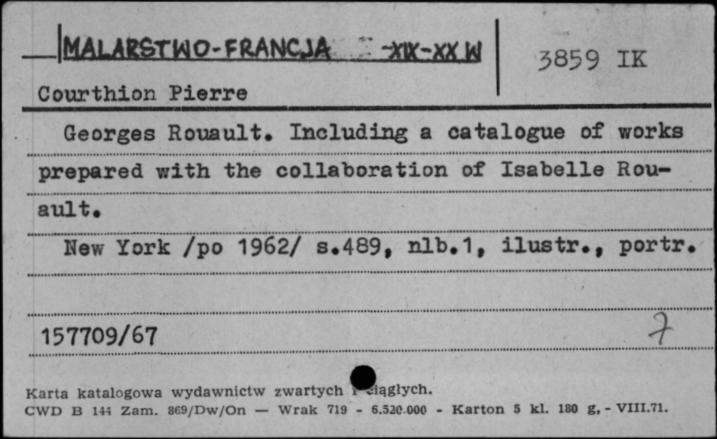 MALARSTWO-FRANCJA - XIX-XX W
3859 IK
Courthion Pierre
Georges Rouault. Including a catalogue of works
prepared with the collaboration of Isabelle Rou-
ault.
New York /po 1962/ s.489, nlb.1, ilustr., portr.
157709/67
7
Karta katalogowa wydawnictw zwartych i ciągłych.
CWD B 144 Zam. 869/Dw/On — Wrak 719 - 6.520.000 - Karton 5 kl. 180 g, - VIII.71.